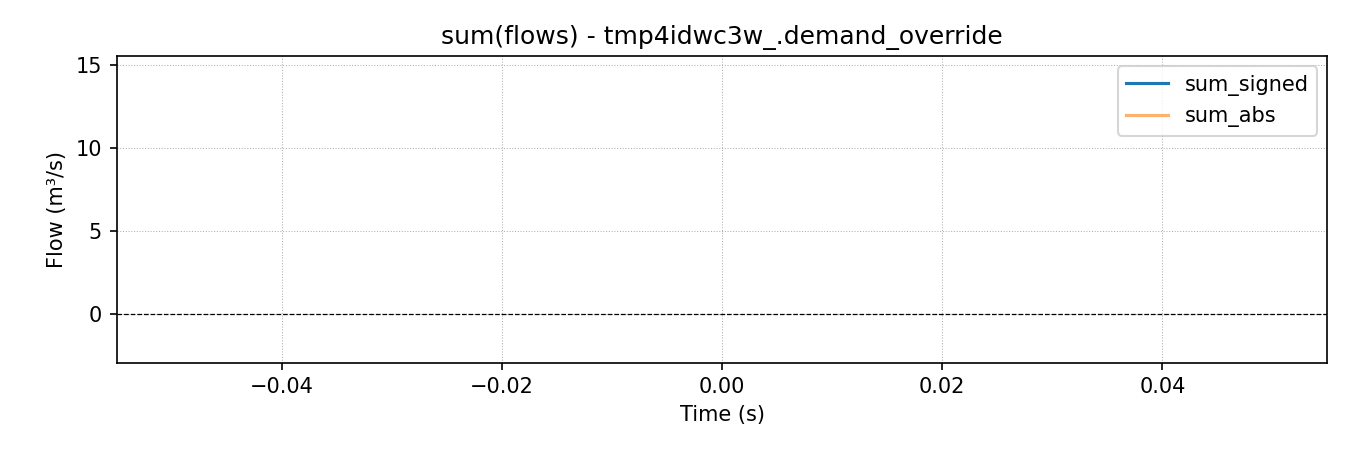 sum(flows) - tmp4idwc3w_.demand_override
15
10
5
0
Flow (m³/s)
sum_signed
sum_abs
−0.04
−0.02
0.00
0.02
0.04
Time (s)